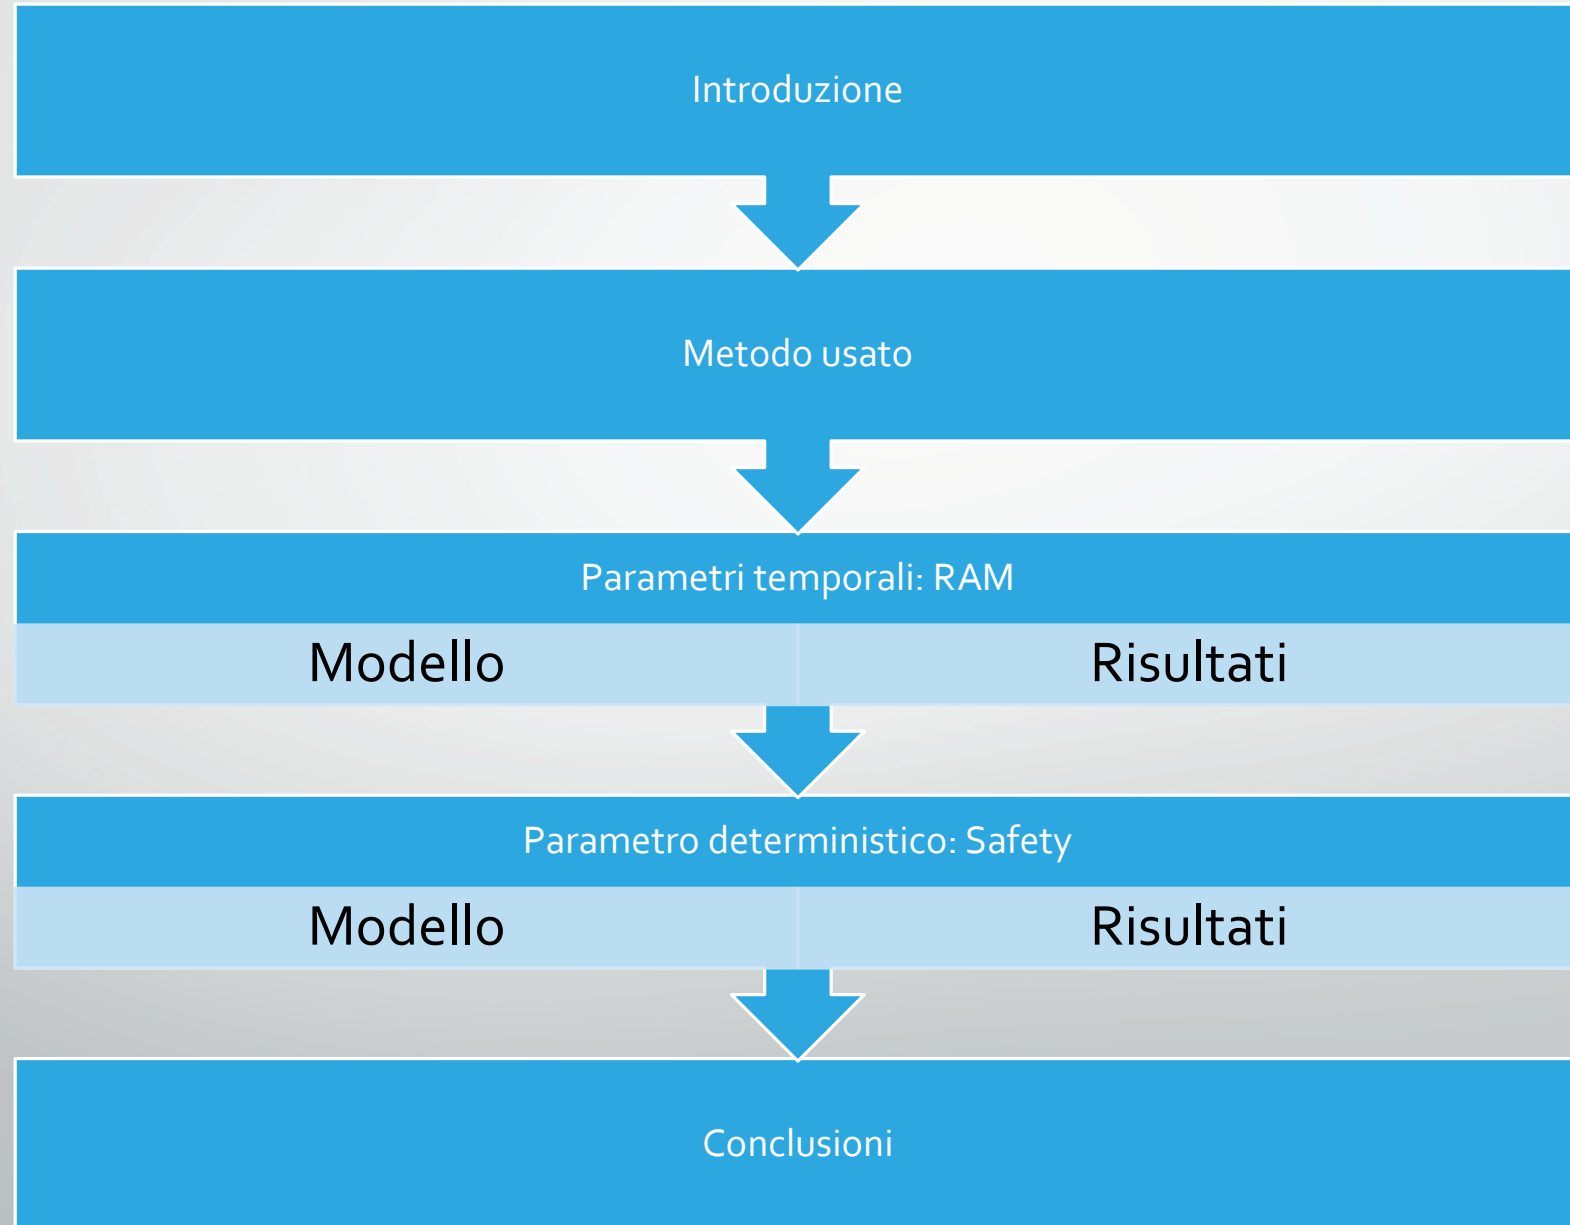 Introduzione
Metodo usato
Parametri temporali: RAM
Modello Risultati
Parametro deterministico: Safety
Modello Risultati
Conclusioni